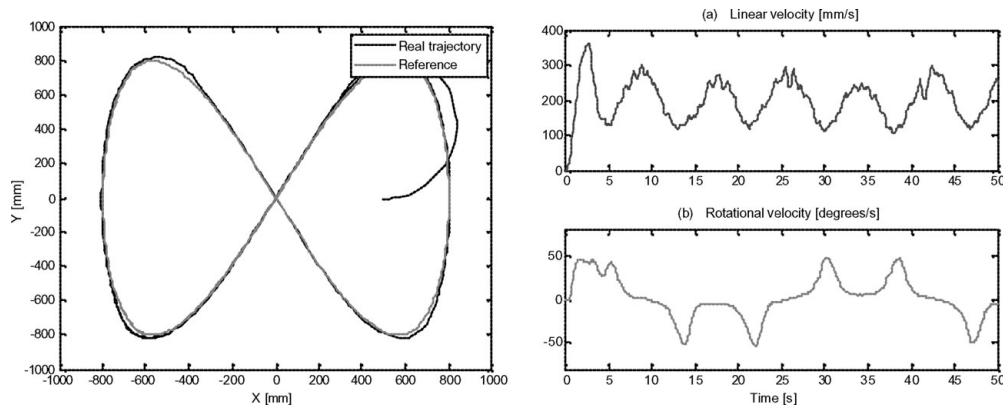 1000
800
600
400
200
0
-200
-400
-600
-800
-1000
Y [mm]
-1000 -800 -600 -400 -200 0 200 400 600 800 1000
X [mm]
Real trajectory
Reference
(a) Linear velocity [mm/s]
400
300
200
100
0
0 5 10 15 20 25 30 35 40 45 50
(b) Rotational velocity [degrees/s]
50
0
-50
0 5 10 15 20 25 30 35 40 45 50
Time [s]